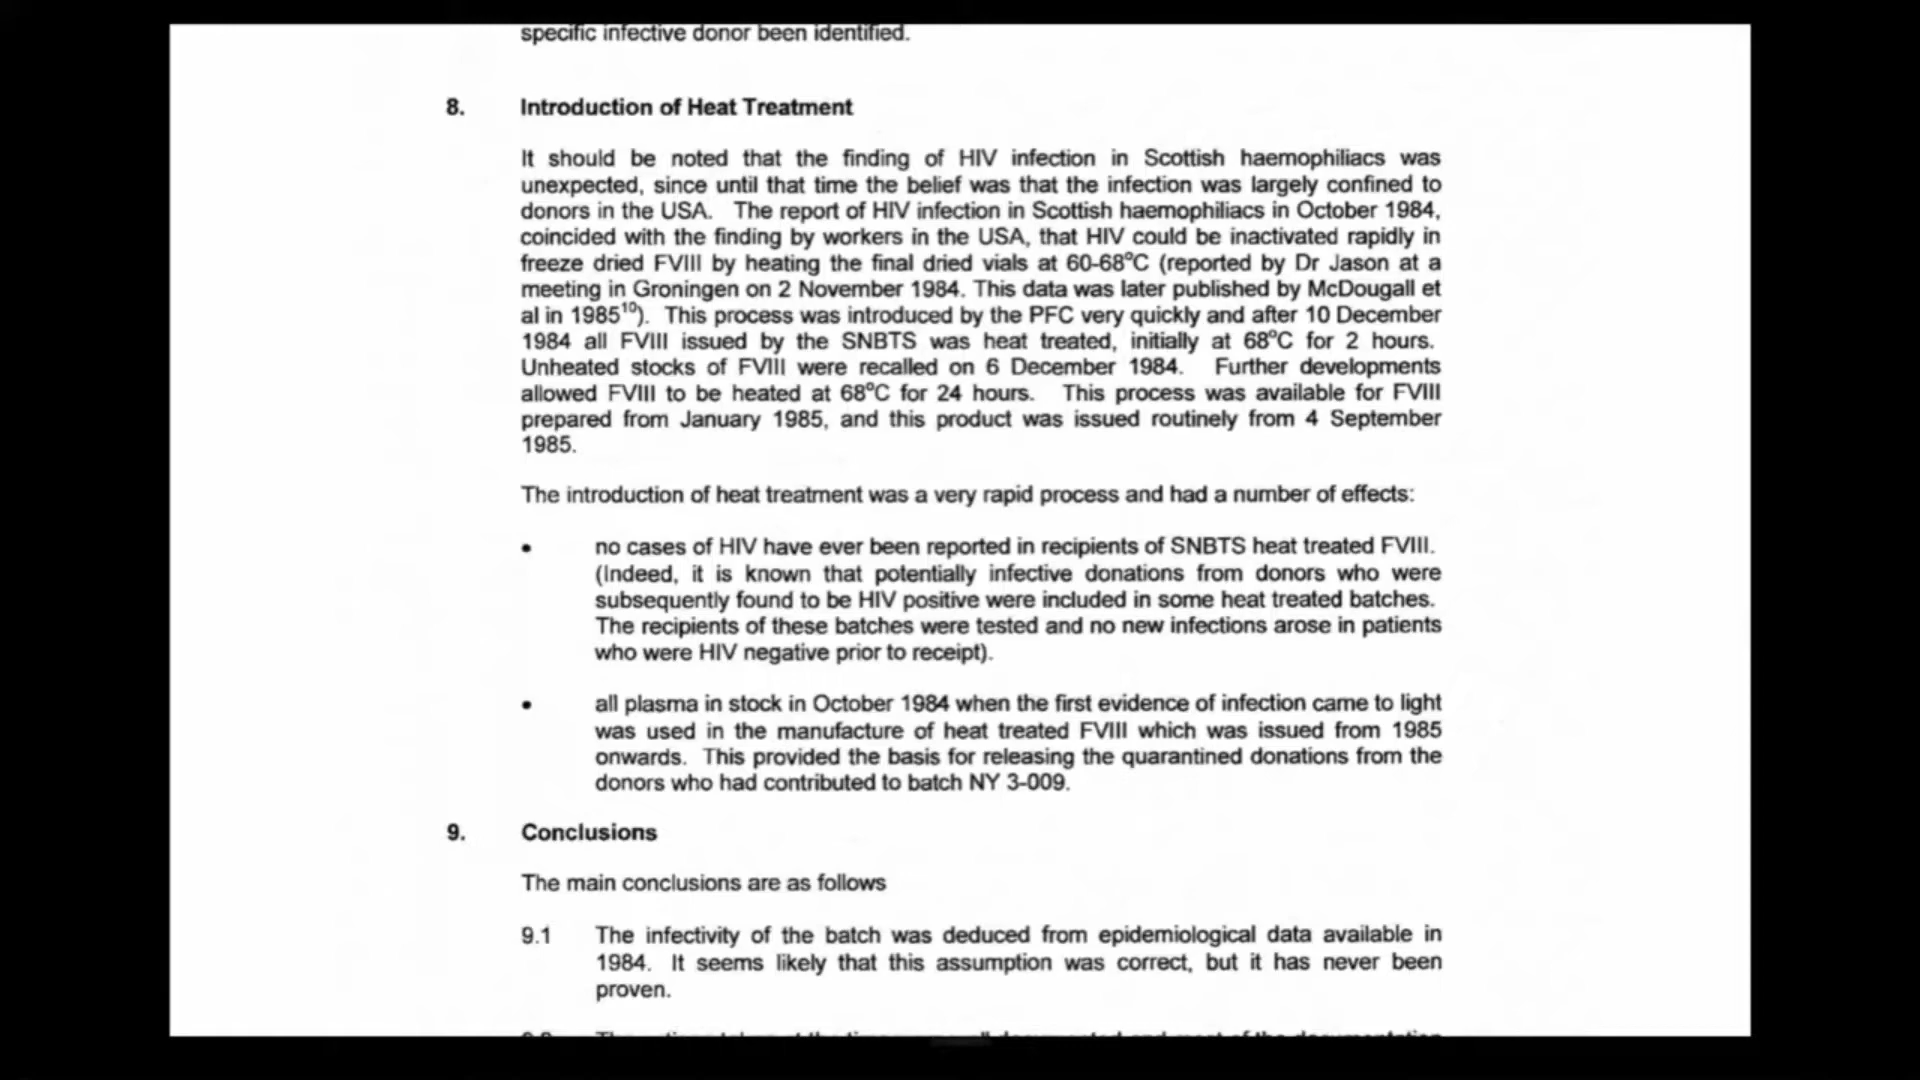 specific infective donor been identified.
8. Introduction of Heat Treatment
It should be noted that the finding of HIV infection in Scottish haemophiliacs was
unexpected, since until that time the belief was that the infection was largely confined to
donors in the USA. The report of HIV infection in Scottish haemophiliacs in October 1984,
coincided with the finding by workers in the USA, that HIV could be inactivated rapidly in
freeze dried FVIII by heating the final dried vials at 60-68°C (reported by Dr Jason at a
meeting in Groningen on 2 November 1984. This data was later published by McDougall et
al in 1985¹⁰). This process was introduced by the PFC very quickly and after 10 December
1984 all FVIII issued by the SNBTS was heat treated, initially at 68°C for 2 hours.
Unheated stocks of FVIII were recalled on 6 December 1984. Further developments
allowed FVIII to be heated at 68°C for 24 hours. This process was available for FVIII
prepared from January 1985, and this product was issued routinely from 4 September
1985.
The introduction of heat treatment was a very rapid process and had a number of effects:
• no cases of HIV have ever been reported in recipients of SNBTS heat treated FVIII.
(Indeed, it is known that potentially infective donations from donors who were
subsequently found to be HIV positive were included in some heat treated batches.
The recipients of these batches were tested and no new infections arose in patients
who were HIV negative prior to receipt).
• all plasma in stock in October 1984 when the first evidence of infection came to light
was used in the manufacture of heat treated FVIII which was issued from 1985
onwards. This provided the basis for releasing the quarantined donations from the
donors who had contributed to batch NY 3-009.
9. Conclusions
The main conclusions are as follows
9.1 The infectivity of the batch was deduced from epidemiological data available in
1984. It seems likely that this assumption was correct, but it has never been
proven.